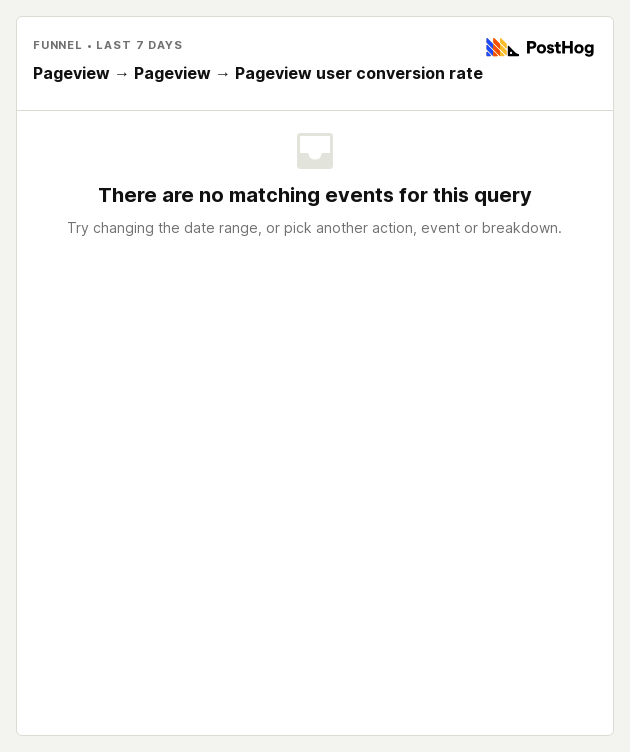 FUNNEL • LAST 7 DAYS
PostHog
Pageview → Pageview → Pageview user conversion rate
There are no matching events for this query
Try changing the date range, or pick another action, event or breakdown.